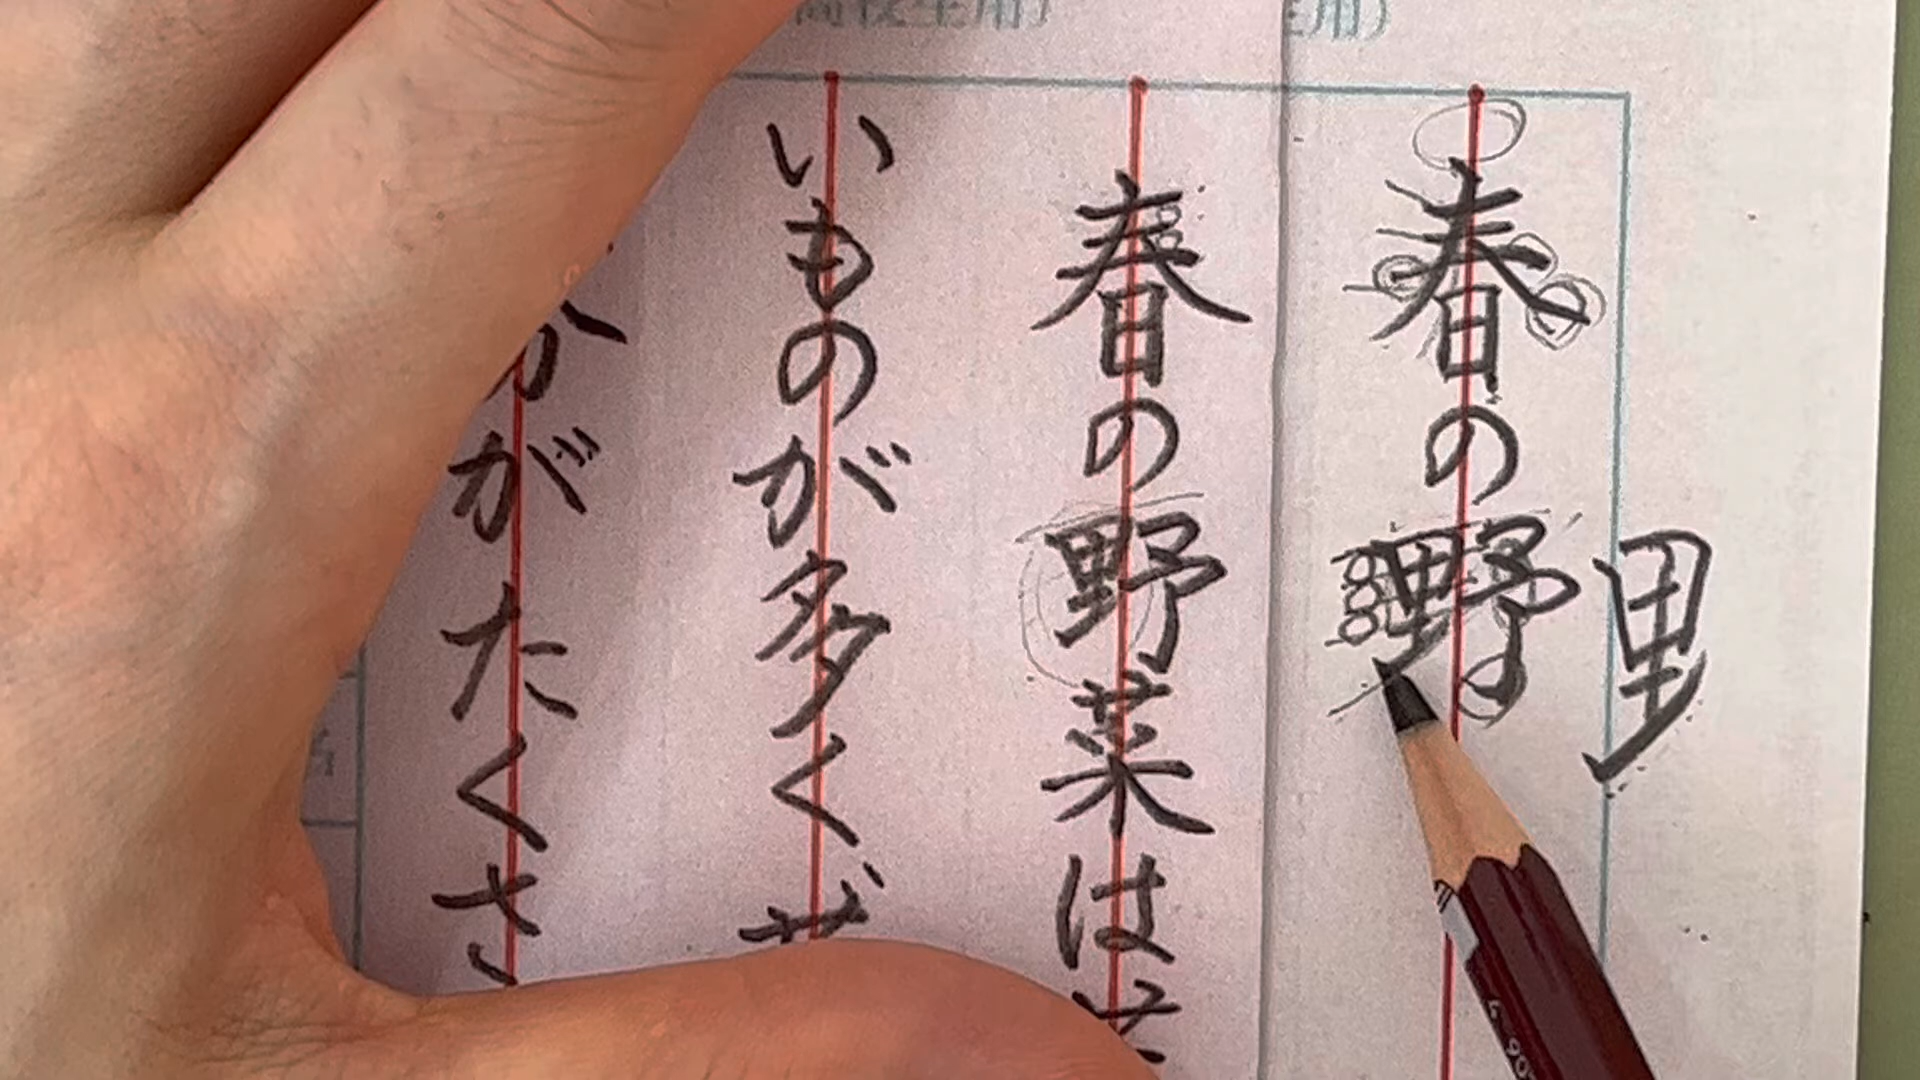 春の野
里
春の野菜は
いものが多くぜ
がたくさ